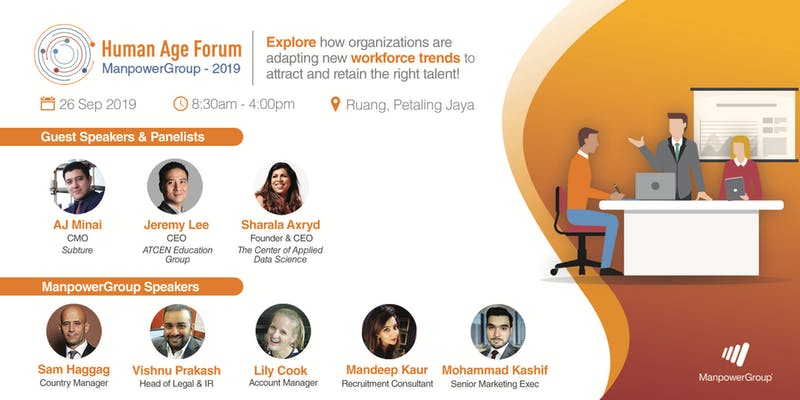 Human Age Forum
ManpowerGroup - 2019
Explore how organizations are
adapting new workforce trends to
attract and retain the right talent!
26 Sep 2019
8:30am - 4:00pm
Ruang, Petaling Jaya
Guest Speakers & Panelists
AJ Minai
CMO
Subture
Jeremy Lee
CEO
ATCEN Education
Group
Sharala Axryd
Founder & CEO
The Center of Applied
Data Science
ManpowerGroup Speakers
Sam Haggag
Country Manager
Vishnu Prakash
Head of Legal & IR
Lily Cook
Account Manager
Mandeep Kaur
Recruitment Consultant
Mohammad Kashif
Senior Marketing Exec
ManpowerGroup